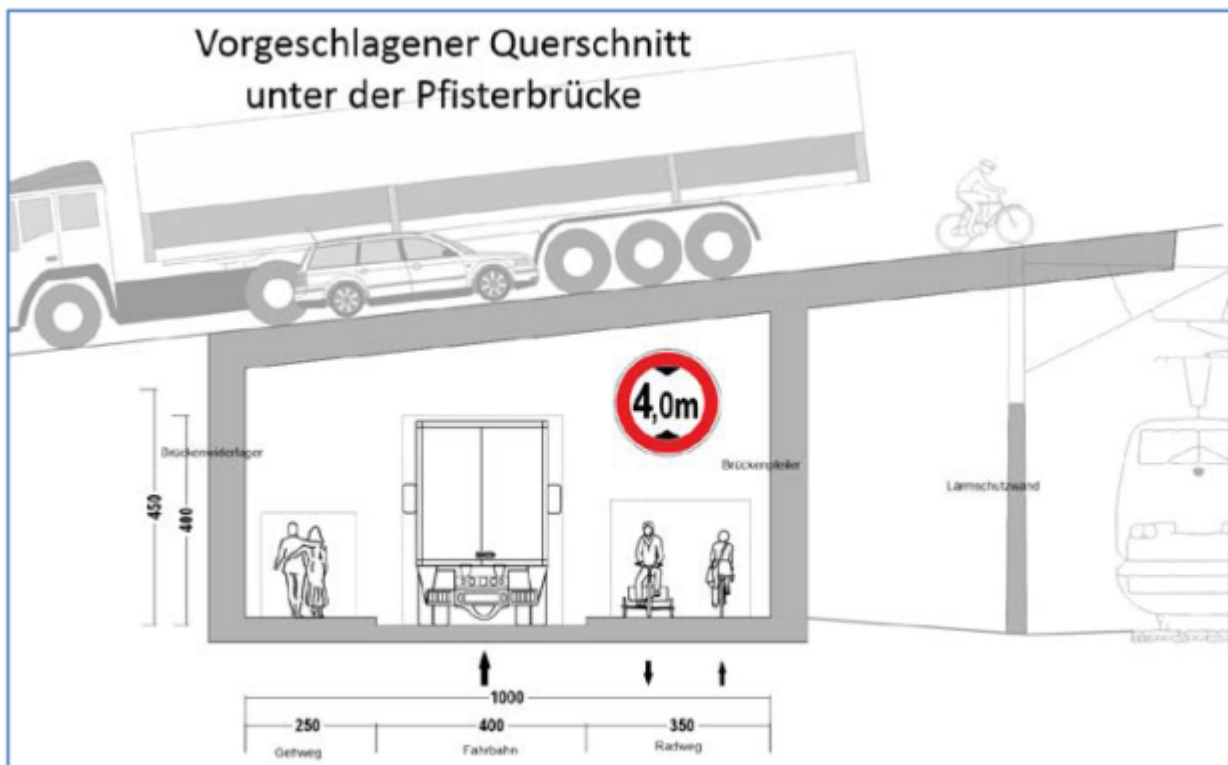 Vorgeschlagener Querschnitt
unter der Pfisterbrücke
4,0m
Brückenwiderlager
Brückenpfeiler
Lärmschutzwand
450
400
1000
250
400
350
Gehweg
Fahrbahn
Radweg